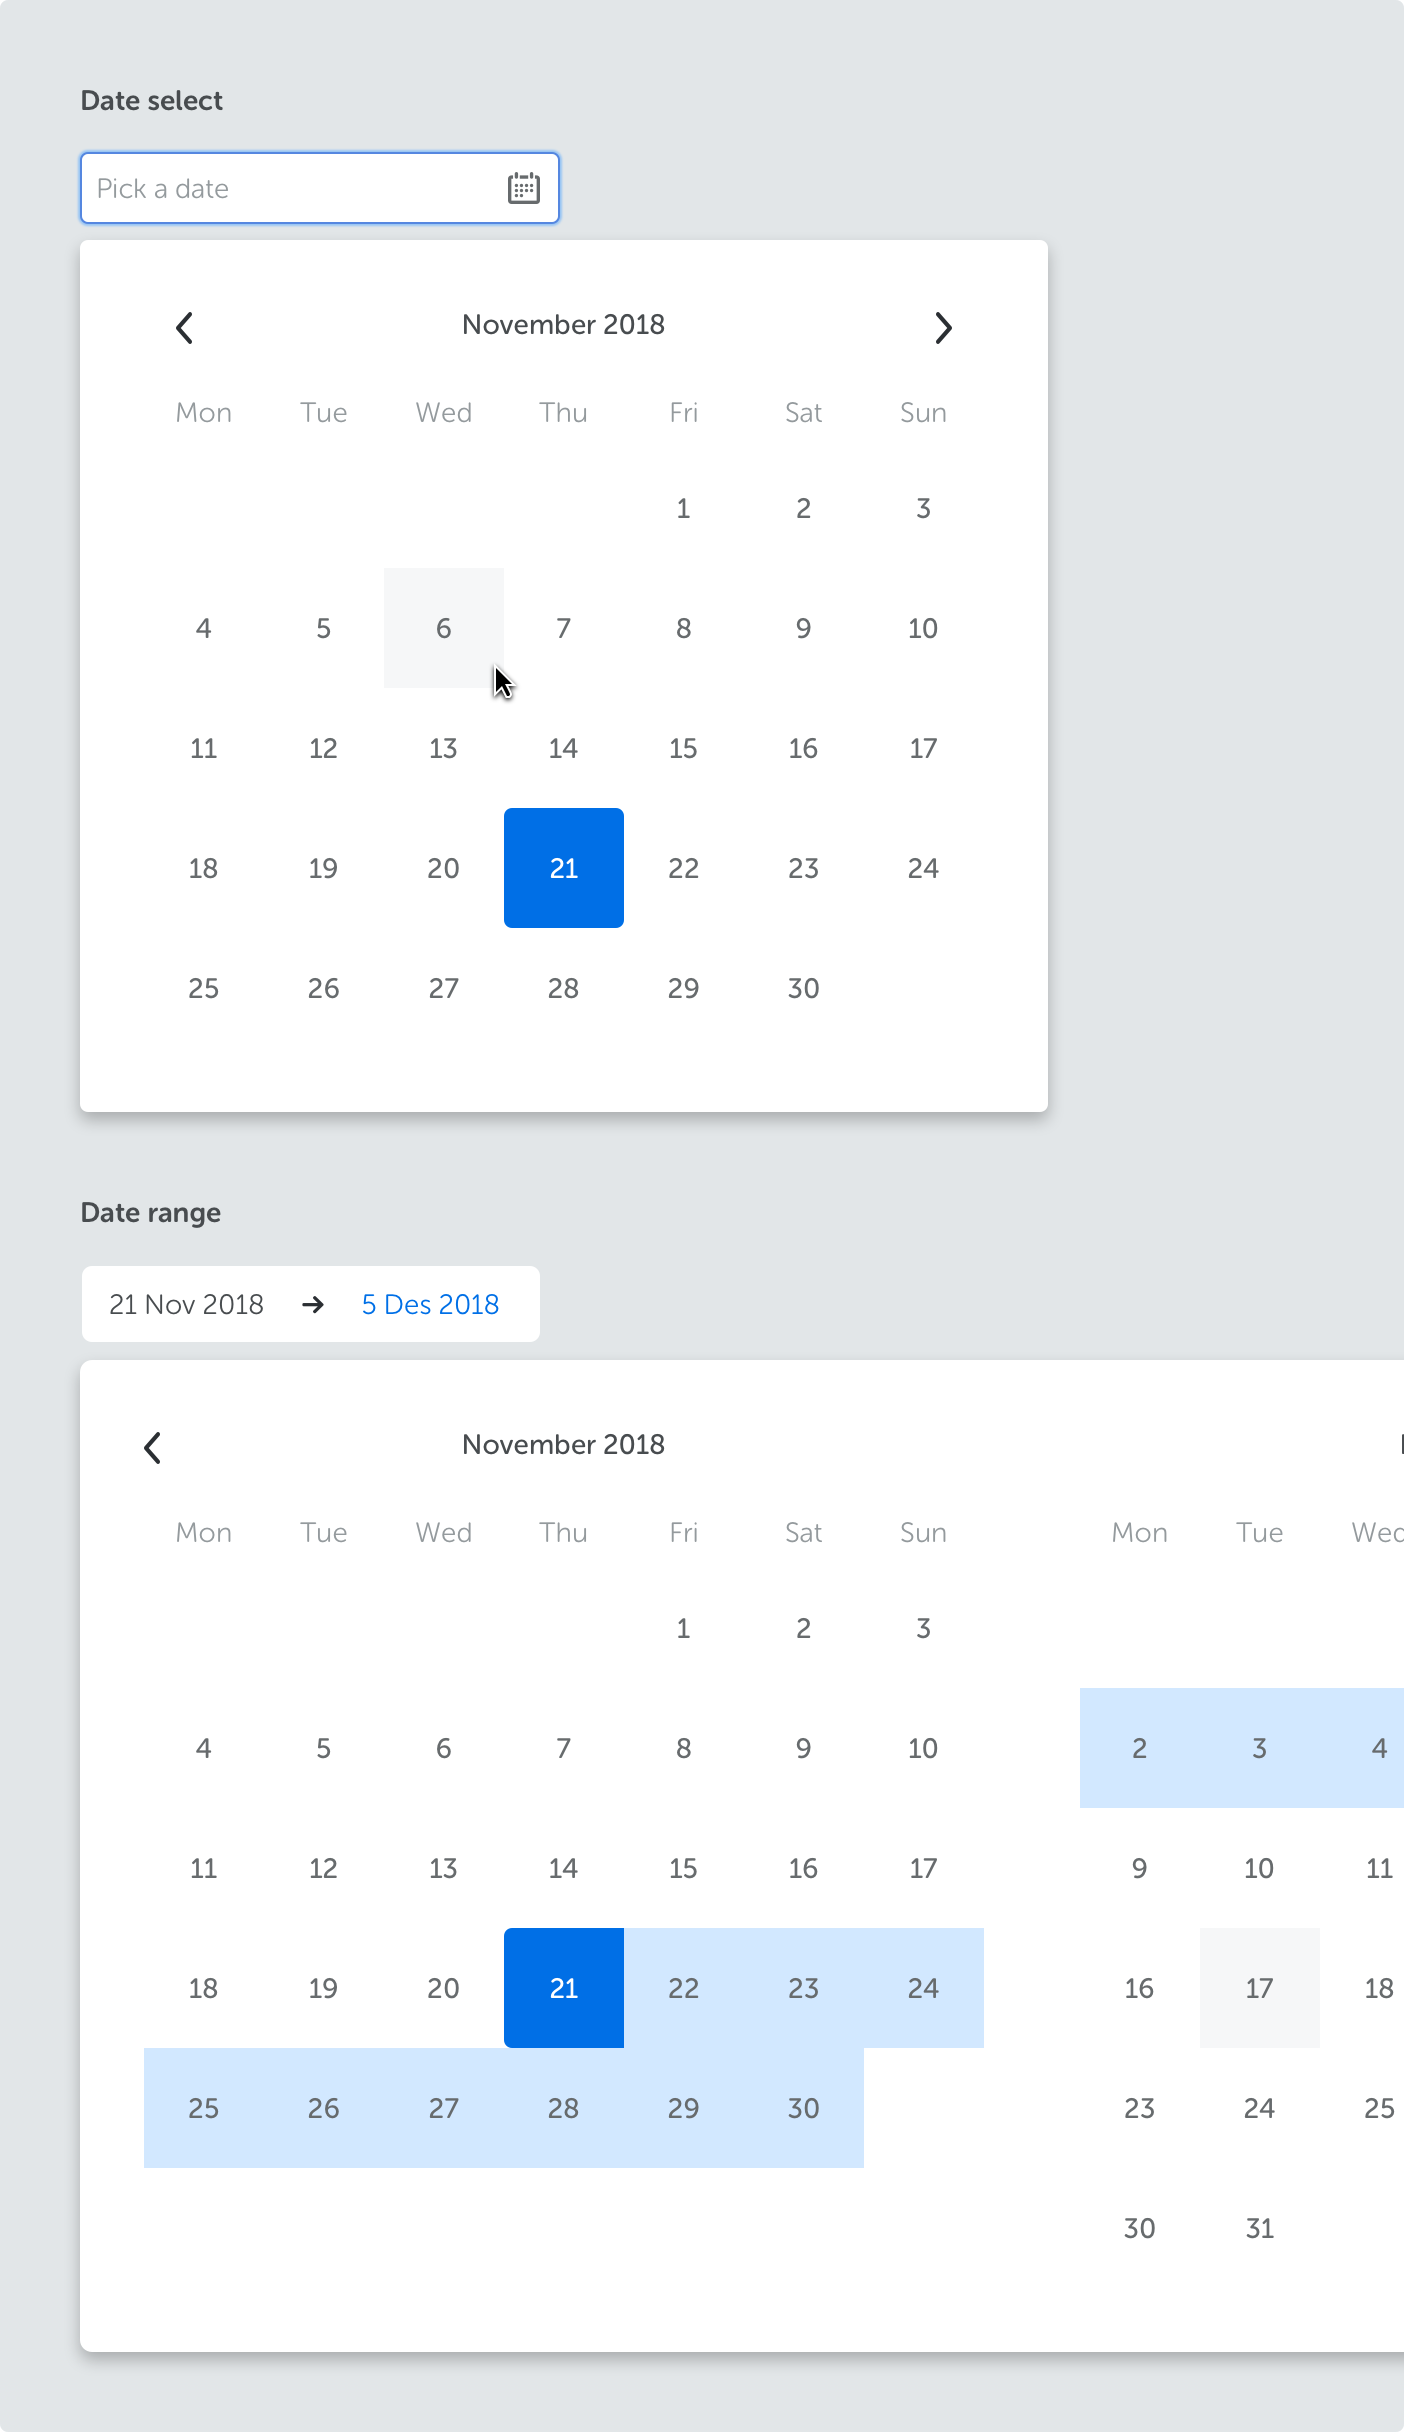 Date select
Pick a date
November 2018
Mon Tue Wed Thu Fri Sat Sun
1 2 3
4 5 6 7 8 9 10
11 12 13 14 15 16 17
18 19 20 21 22 23 24
25 26 27 28 29 30
Date range
21 Nov 2018 → 5 Des 2018
November 2018
Mon Tue Wed Thu Fri Sat Sun
1 2 3
4 5 6 7 8 9 10
11 12 13 14 15 16 17
18 19 20 21 22 23 24
25 26 27 28 29 30
Mon Tue Wed
2 3 4
9 10 11
16 17 18
23 24 25
30 31